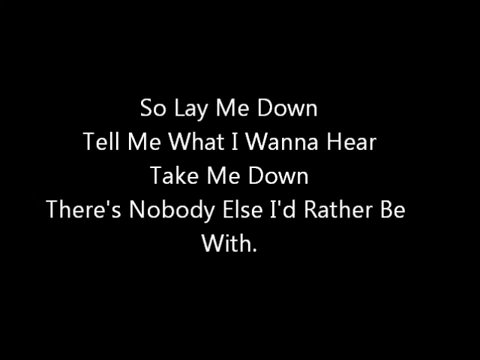 So Lay Me Down
Tell Me What I Wanna Hear
Take Me Down
There's Nobody Else I'd Rather Be
With.